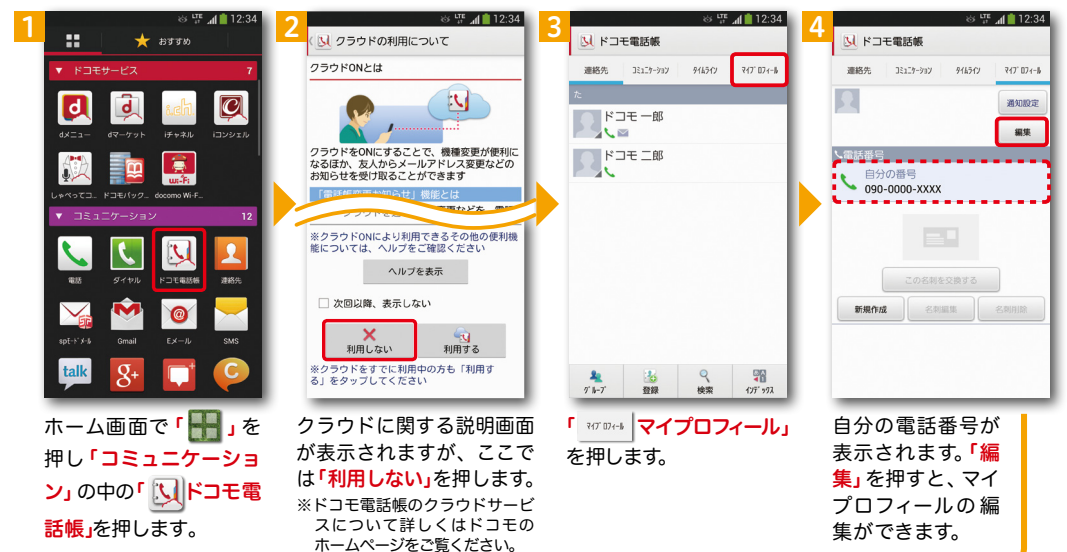 1
LTE 12:34
おすすめ
▼ ドコモサービス 7
dメニュー dマーケット iチャネル iコンシェル
しゃべってコ… ドコモバック… docomo Wi-F…
▼ コミュニケーション 12
電話 ダイヤル ドコモ電話帳 連絡先
spモードメール Gmail Eメール SMS
talk
ホーム画面で「 」を
押し「コミュニケーショ
ン」の中の「 ドコモ電
話帳」を押します。
2
LTE 12:34
クラウドの利用について
クラウドONとは
クラウドをONにすることで、機種変更が便利に
なるほか、友人からメールアドレス変更などの
お知らせを受け取ることができます
「電話帳変更お知らせ」機能とは
※クラウドONにより利用できるその他の便利機
能については、ヘルプをご確認ください
ヘルプを表示
次回以降、表示しない
利用しない 利用する
※クラウドをすでに利用中の方も「利用す
る」をタップしてください
クラウドに関する説明画面
が表示されますが、ここで
は「利用しない」を押します。
※ドコモ電話帳のクラウドサービ
スについて詳しくはドコモの
ホームページをご覧ください。
3
LTE 12:34
ドコモ電話帳
連絡先 コミュニケーション タイムライン マイプロフィール
た
ドコモ 一郎
ドコモ 二郎
グループ 登録 検索 インデックス
「 マイプロフィール マイプロフィール」
を押します。
4
LTE 12:34
ドコモ電話帳
連絡先 コミュニケーション タイムライン マイプロフィール
通知設定
編集
電話番号
自分の番号
090-0000-XXXX
この名刺を交換する
新規作成 名刺編集 名刺削除
自分の電話番号が
表示されます。「編
集」を押すと、マイ
プロフィールの編
集ができます。